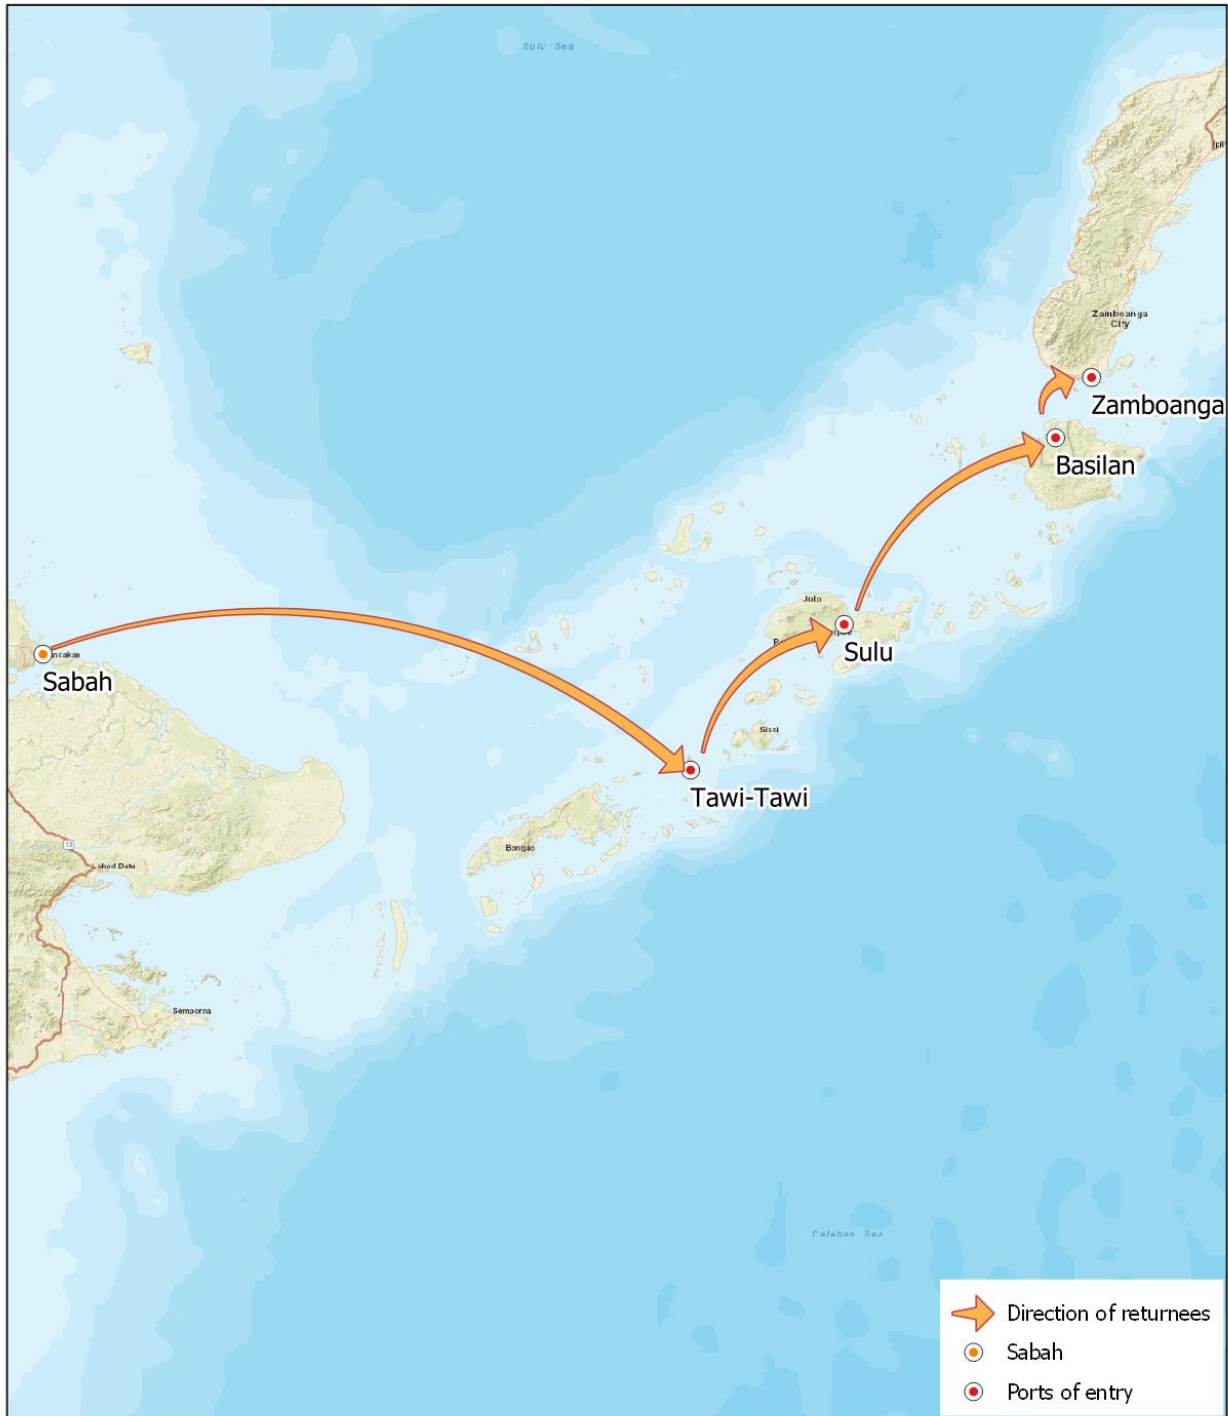 Sulu Sea
Zamboanga
City
Zamboanga
Basilan
Jolo
Sulu
Sabah
Siasi
Tawi-Tawi
Bongao
13
Lahad Datu
Semporna
Celebes Sea
Direction of returnees
Sabah
Ports of entry